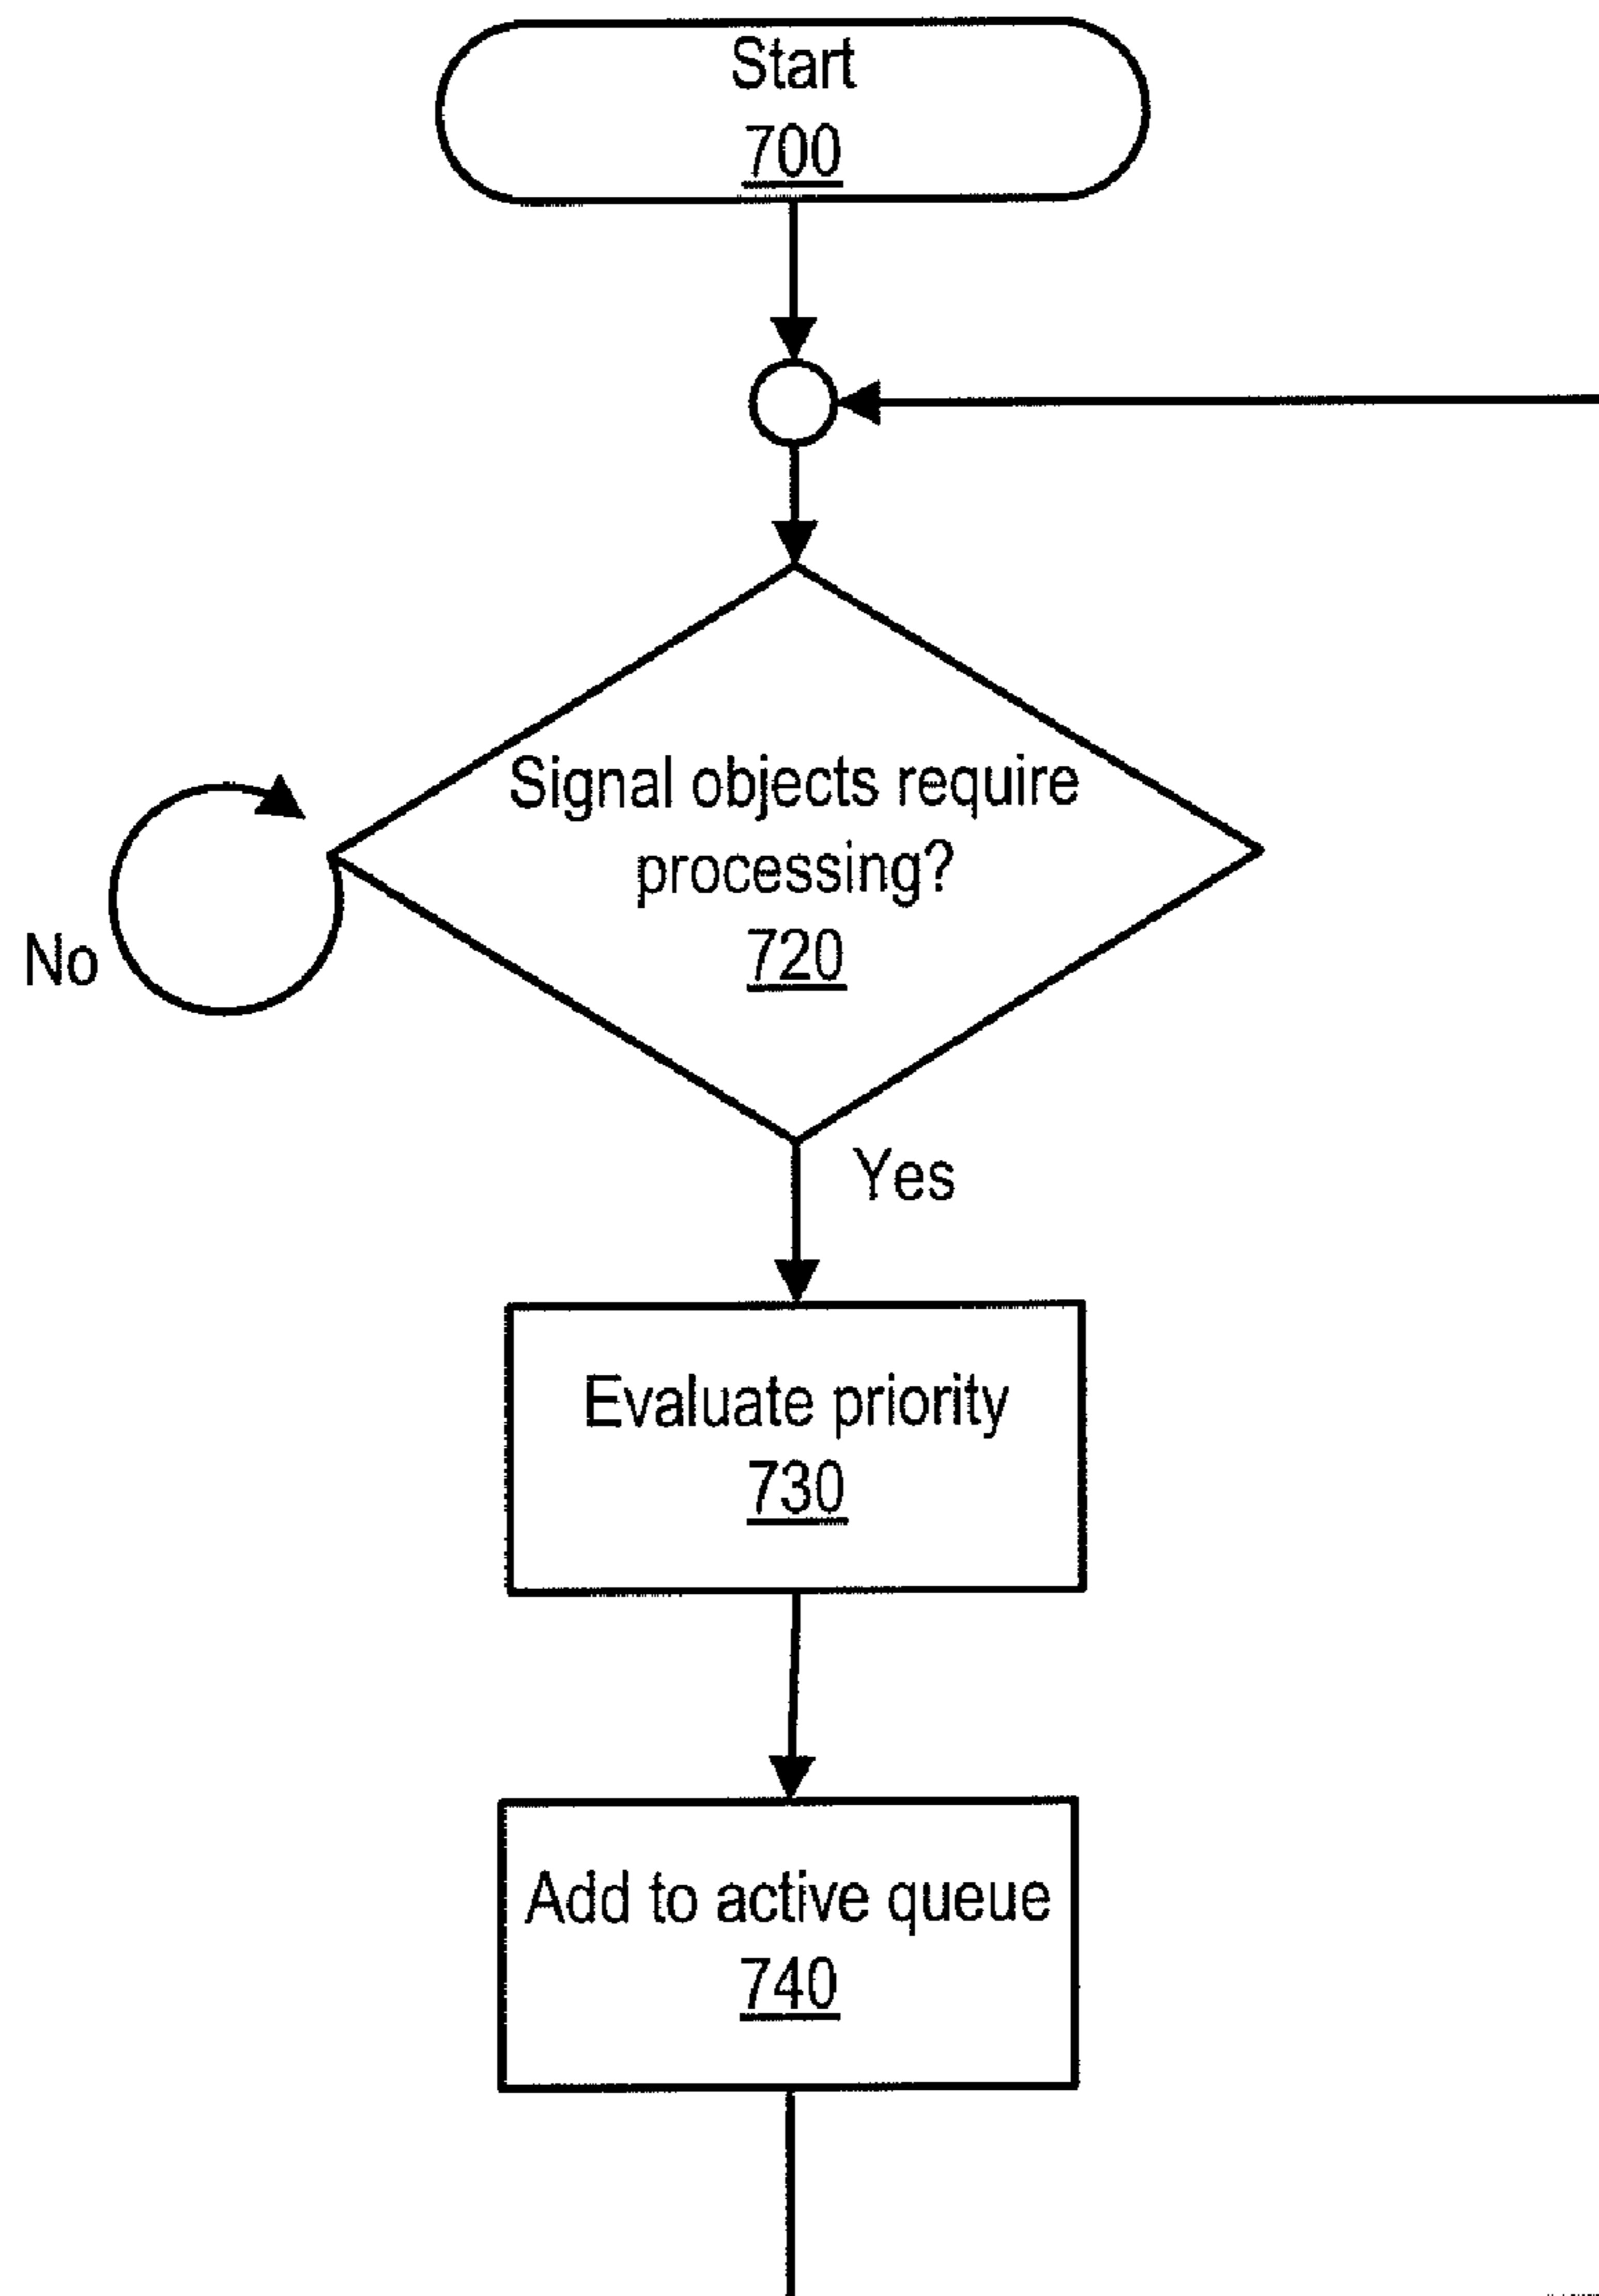 Start
700
Signal objects require
processing?
720
No
Yes
Evaluate priority
730
Add to active queue
740